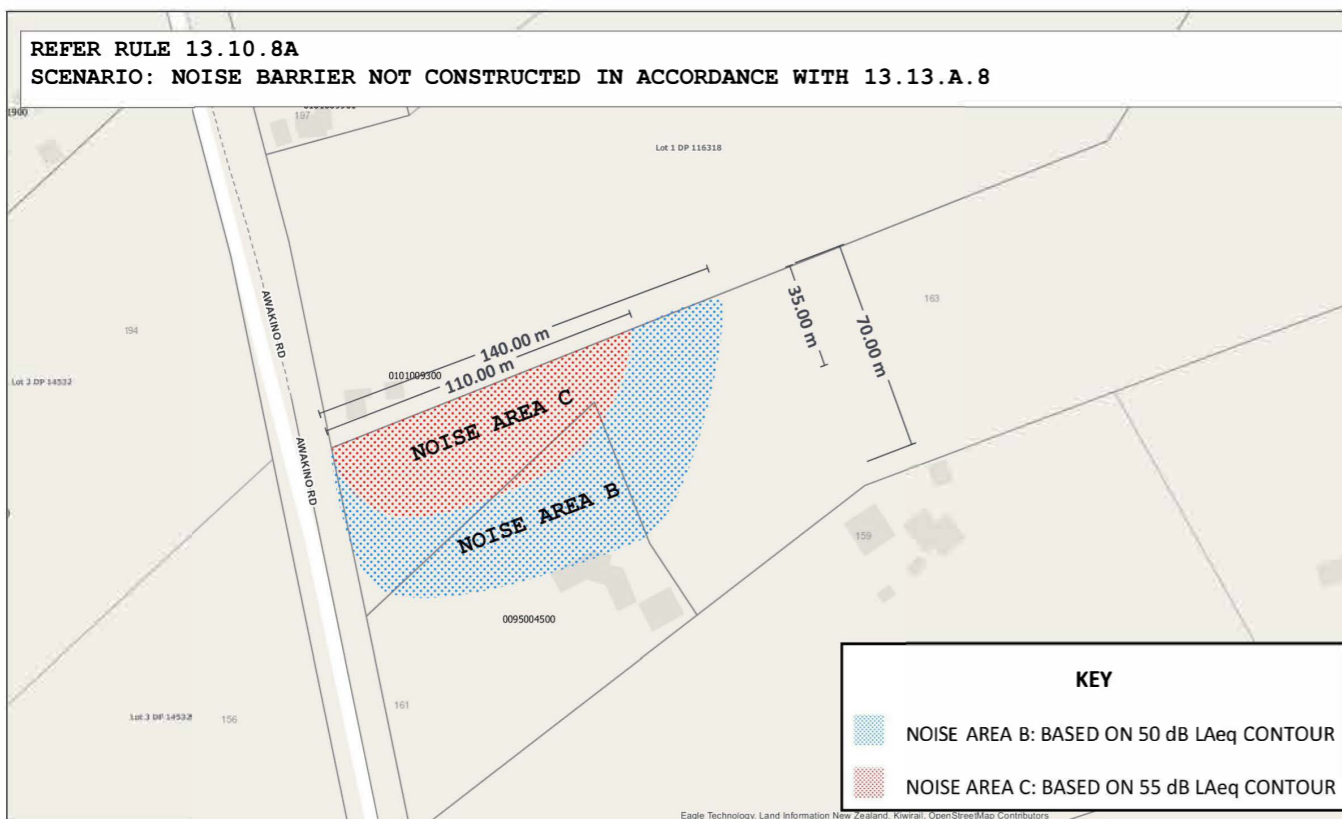 REFER RULE 13.10.8A
SCENARIO: NOISE BARRIER NOT CONSTRUCTED IN ACCORDANCE WITH 13.13.A.8
1900
197
Lot 1 DP 116318
AWAKINO RD
194
163
35.00 m
70.00 m
140.00 m
110.00 m
0101009300
Lot 2 DP 14532
NOISE AREA C
AWAKINO RD
NOISE AREA B
159
0095004500
KEY
NOISE AREA B: BASED ON 50 dB LAeq CONTOUR
NOISE AREA C: BASED ON 55 dB LAeq CONTOUR
161
Lot 3 DP 14532
156
Eagle Technology, Land Information New Zealand, Kiwirail, OpenStreetMap Contributors